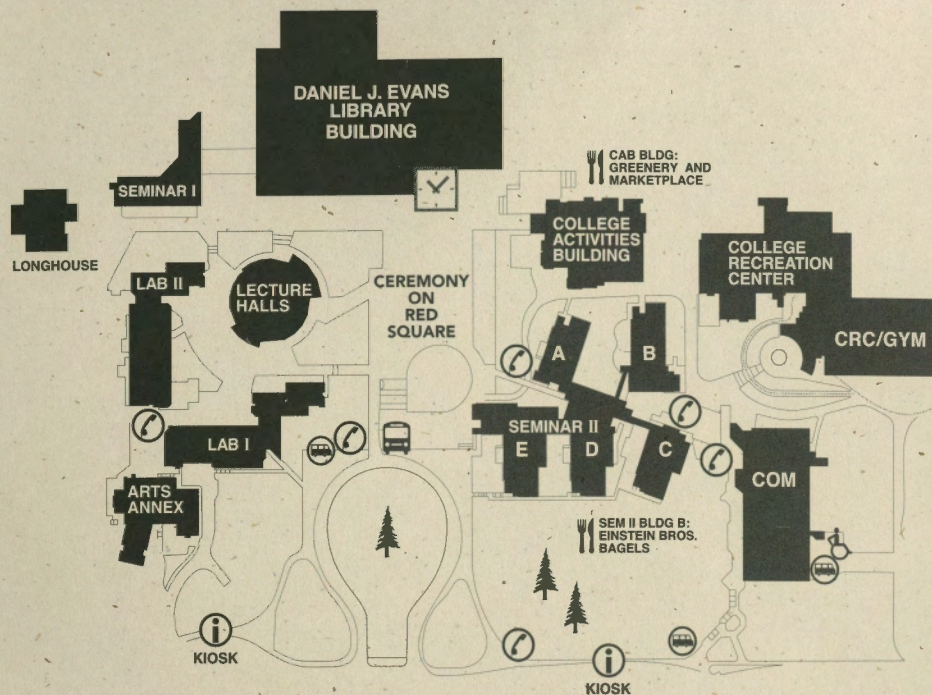 DANIEL J. EVANS
LIBRARY
BUILDING
CAB BLDG:
GREENERY AND
MARKETPLACE
SEMINAR I
LONGHOUSE
COLLEGE
ACTIVITIES
BUILDING
COLLEGE
RECREATION
CENTER
LAB II
LECTURE
HALLS
CEREMONY
ON
RED
SQUARE
CRC/GYM
A
B
SEMINAR II
LAB I
E
D
C
COM
ARTS
ANNEX
SEM II BLDG B:
EINSTEIN BROS.
BAGELS
i
KIOSK
i
KIOSK